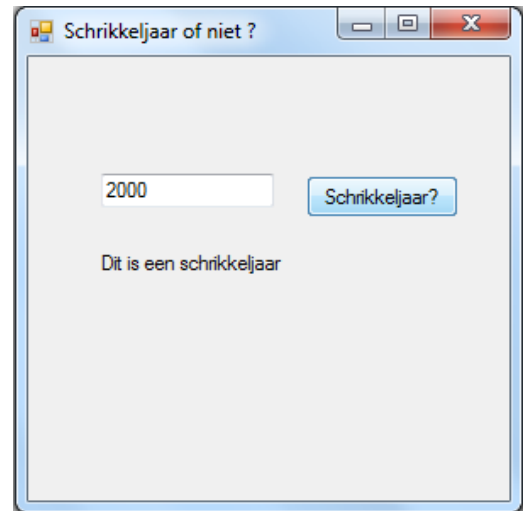 Schrikkeljaar of niet ?
2000
Schrikkeljaar?
Dit is een schrikkeljaar